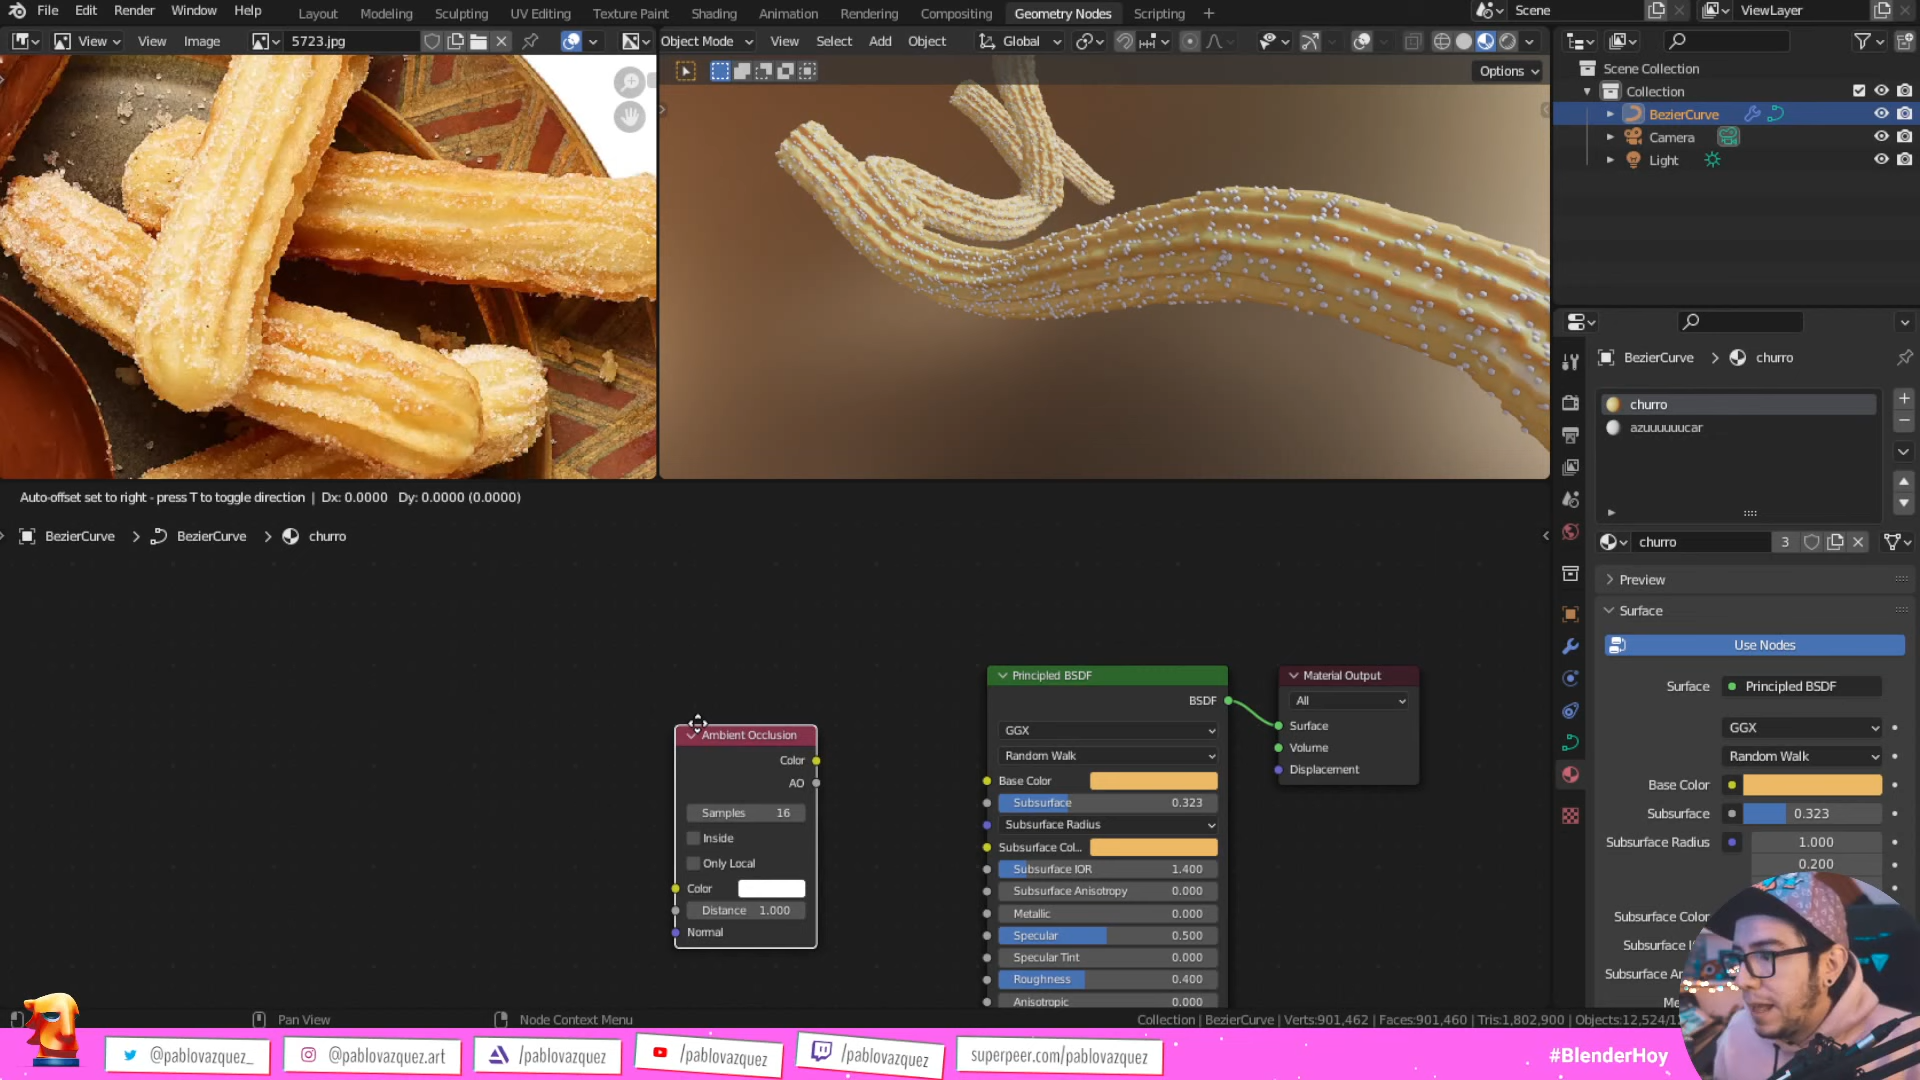 File Edit Render Window Help Layout Modeling Sculpting UV Editing Texture Paint Shading Animation Rendering Compositing Geometry Nodes Scripting + Scene ViewLayer
View View Image 5723.jpg Object Mode View Select Add Object Global
Options
Scene Collection
Collection
BezierCurve
Camera
Light
BezierCurve > churro
churro
azuuuuuucar
churro 3
Preview
Surface
Use Nodes
Surface Principled BSDF
GGX
Random Walk
Base Color
Subsurface 0.323
Subsurface Radius 1.000
0.200
Subsurface Color
Auto-offset set to right - press T to toggle direction | Dx: 0.0000 Dy: 0.0000 (0.0000)
BezierCurve > BezierCurve > churro
Ambient Occlusion
Color
AO
Samples 16
Inside
Only Local
Color
Distance 1.000
Normal
Principled BSDF
BSDF
GGX
Random Walk
Base Color
Subsurface 0.323
Subsurface Radius
Subsurface Col..
Subsurface IOR 1.400
Subsurface Anisotropy 0.000
Metallic 0.000
Specular 0.500
Specular Tint 0.000
Roughness 0.400
Anisotropic 0.000
Material Output
All
Surface
Volume
Displacement
Pan View Node Context Menu
Collection | BezierCurve | Verts:901,462 | Faces:901,460 | Tris:1,802,900 | Objects:12,524/1
@pablovazquez_ @pablovazquez.art /pablovazquez /pablovazquez /pablovazquez superpeer.com/pablovazquez
#BlenderHoy